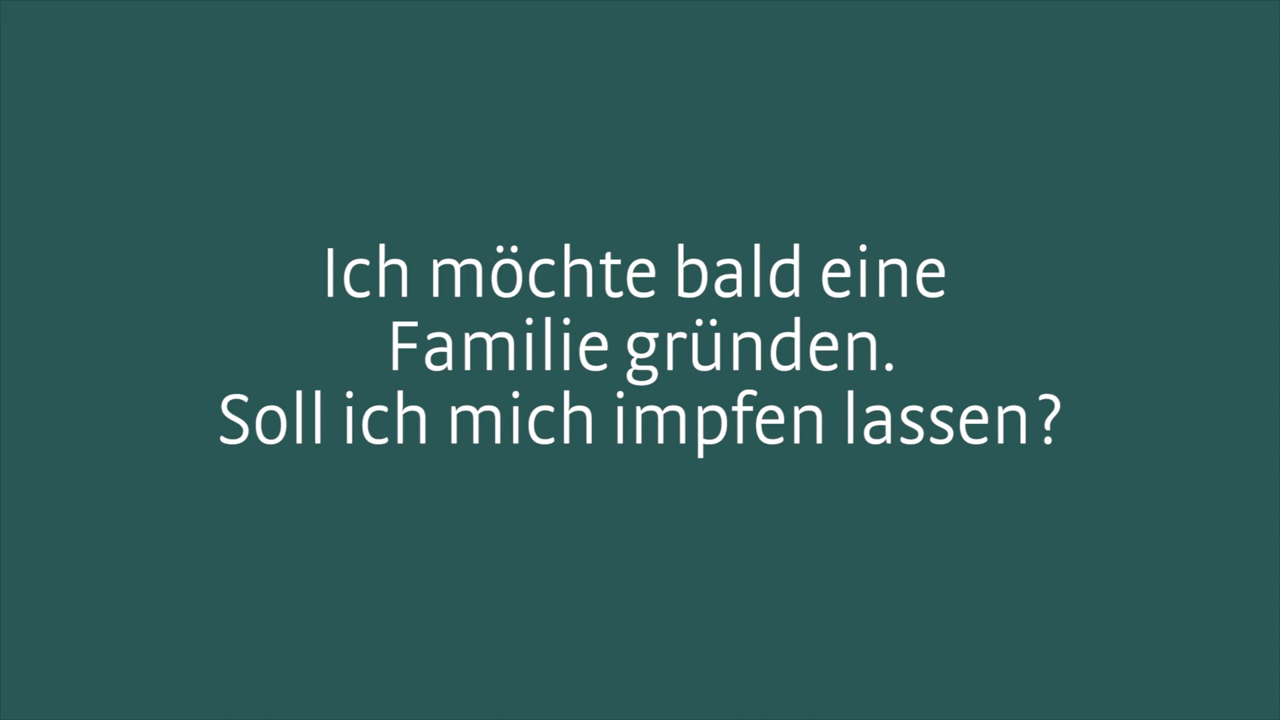 Ich möchte bald eine
Familie gründen.
Soll ich mich impfen lassen?